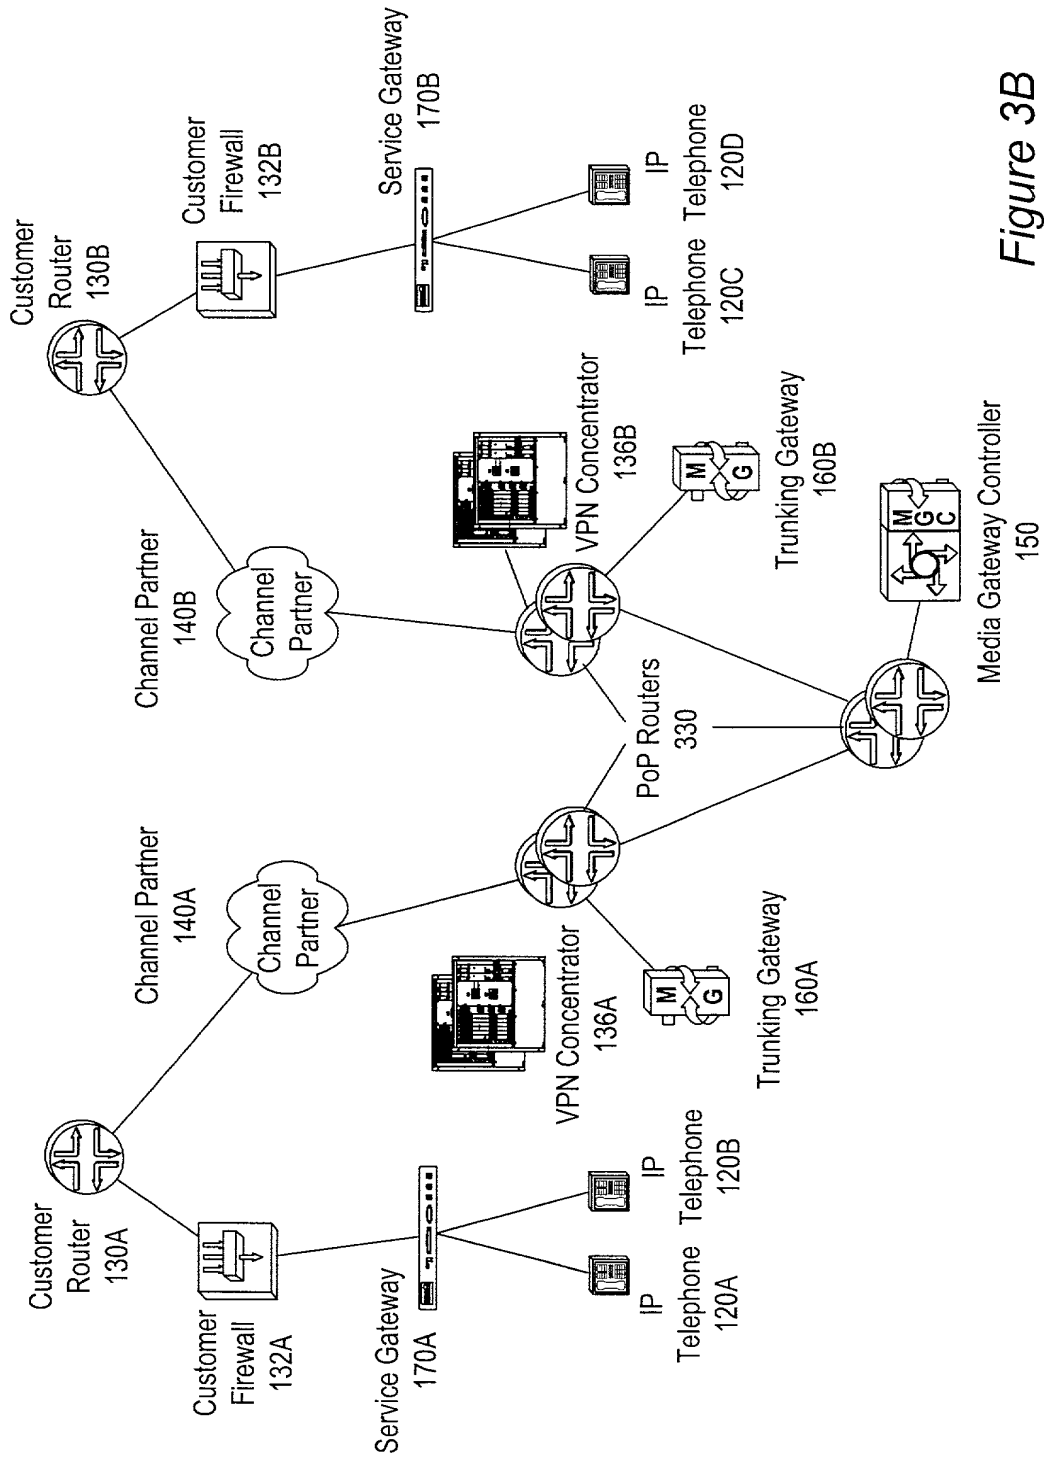 Customer
Router
130A
Customer
Firewall
132A
Service Gateway
170A
IP
Telephone
120A
IP
Telephone
120B
Channel Partner
140A
Channel
Partner
VPN Concentrator
136A
Trunking Gateway
160A
PoP Routers
330
Channel Partner
140B
Channel
Partner
VPN Concentrator
136B
Trunking Gateway
160B
Media Gateway Controller
150
Customer
Router
130B
Customer
Firewall
132B
Service Gateway
170B
IP
Telephone
120C
IP
Telephone
120D
M
G
M
G
M
G
C
Figure 3B